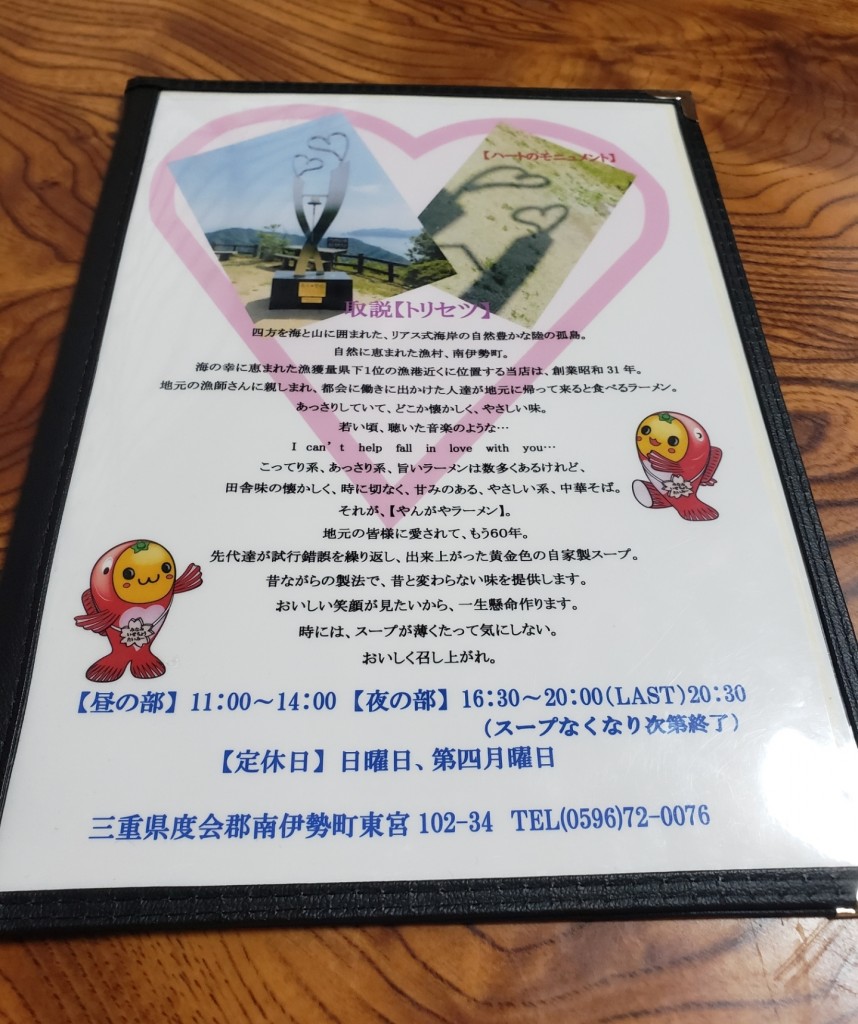 【ハートのモニュメント】
取説【トリセツ】
四方を海と山に囲まれた、リアス式海岸の自然豊かな陸の孤島。
自然に恵まれた漁村、南伊勢町。
海の幸に恵まれた漁獲量県下1位の漁港近くに位置する当店は、創業昭和31年。
地元の漁師さんに親しまれ、都会に働きに出かけた人達が地元に帰って来ると食べるラーメン。
あっさりしていて、どこか懐かしく、やさしい味。
若い頃、聴いた音楽のような…
I can't help fall in love with you…
こってり系、あっさり系、旨いラーメンは数多くあるけれど、
田舎味の懐かしく、時に切なく、甘みのある、やさしい系、中華そば。
それが、【やんがやラーメン】。
地元の皆様に愛されて、もう60年。
先代達が試行錯誤を繰り返し、出来上がった黄金色の自家製スープ。
昔ながらの製法で、昔と変わらない味を提供します。
おいしい笑顔が見たいから、一生懸命作ります。
時には、スープが薄くたって気にしない。
おいしく召し上がれ。
【昼の部】11:00～14:00【夜の部】16:30～20:00(LAST)20:30
(スープなくなり次第終了)
【定休日】日曜日、第四月曜日
三重県度会郡南伊勢町東宮102-34 TEL(0596)72-0076